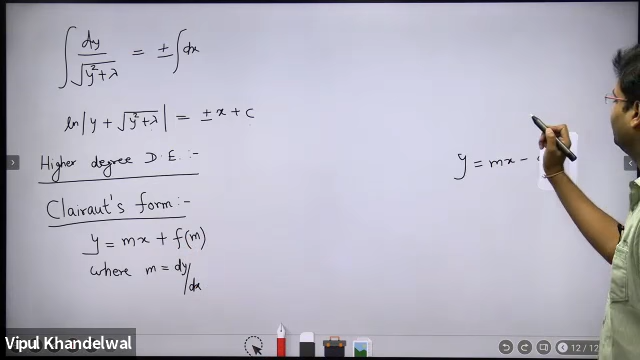 ∫ dy/√(y²+λ) = ± ∫ dx
ln|y + √(y²+λ)| = ± x + c
Higher degree D.E. :-
Clairaut's form :-
y = mx + f(m)
where m = dy/dx
y = mx -
Vipul Khandelwal
12 / 12